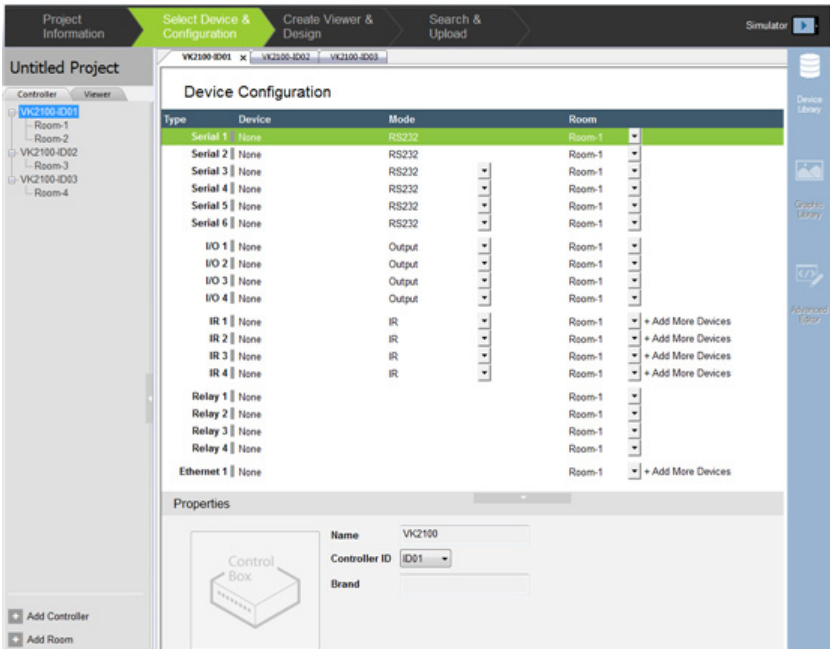 Project Information
Select Device & Configuration
Create Viewer & Design
Search & Upload
Simulator
Untitled Project
Controller Viewer
VK2100-ID01
Room-1
Room-2
VK2100-ID02
Room-3
VK2100-ID03
Room-4
Add Controller
Add Room
VK2100-ID01 x VK2100-ID02 VK2100-ID03
Device Configuration
Type Device Mode Room
Serial 1 None RS232 Room-1
Serial 2 None RS232 Room-1
Serial 3 None RS232 Room-1
Serial 4 None RS232 Room-1
Serial 5 None RS232 Room-1
Serial 6 None RS232 Room-1
I/O 1 None Output Room-1
I/O 2 None Output Room-1
I/O 3 None Output Room-1
I/O 4 None Output Room-1
IR 1 None IR Room-1 + Add More Devices
IR 2 None IR Room-1 + Add More Devices
IR 3 None IR Room-1 + Add More Devices
IR 4 None IR Room-1 + Add More Devices
Relay 1 None Room-1
Relay 2 None Room-1
Relay 3 None Room-1
Relay 4 None Room-1
Ethernet 1 None Room-1 + Add More Devices
Properties
Control Box
Name VK2100
Controller ID ID01
Brand
Device Library
Graphic Library
Advanced Editor